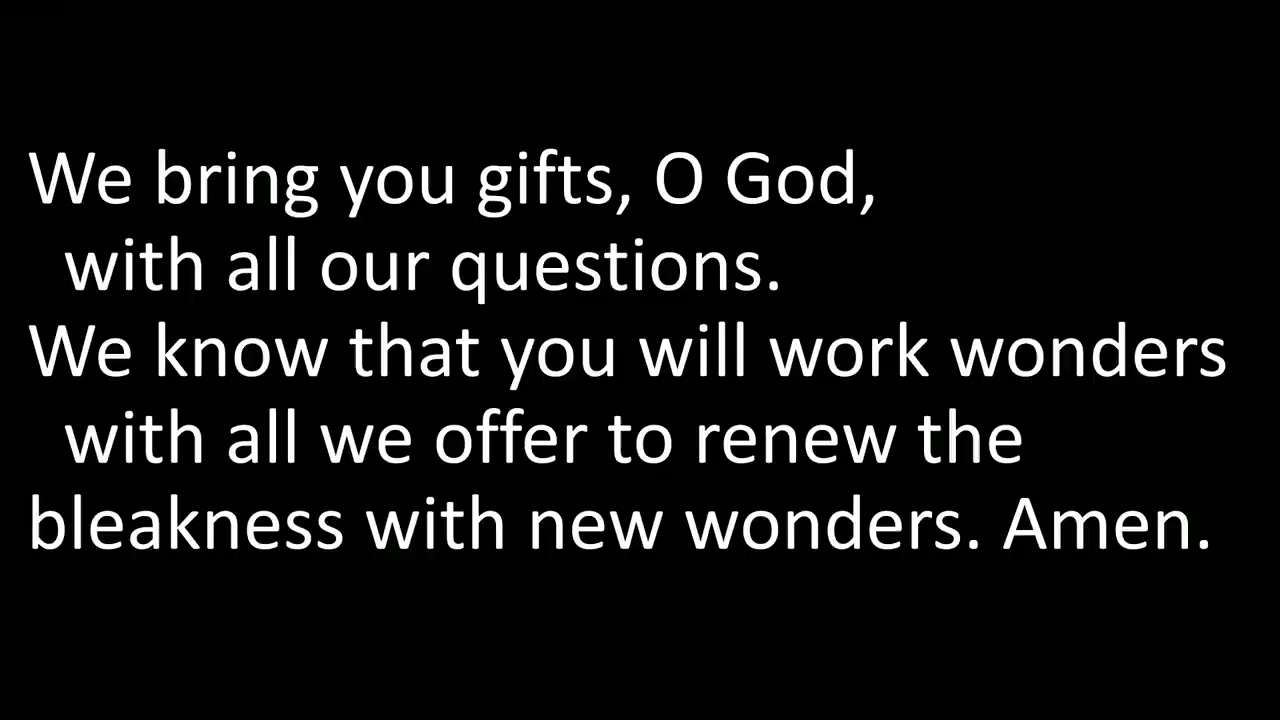 We bring you gifts, O God,
with all our questions.
We know that you will work wonders
with all we offer to renew the
bleakness with new wonders. Amen.